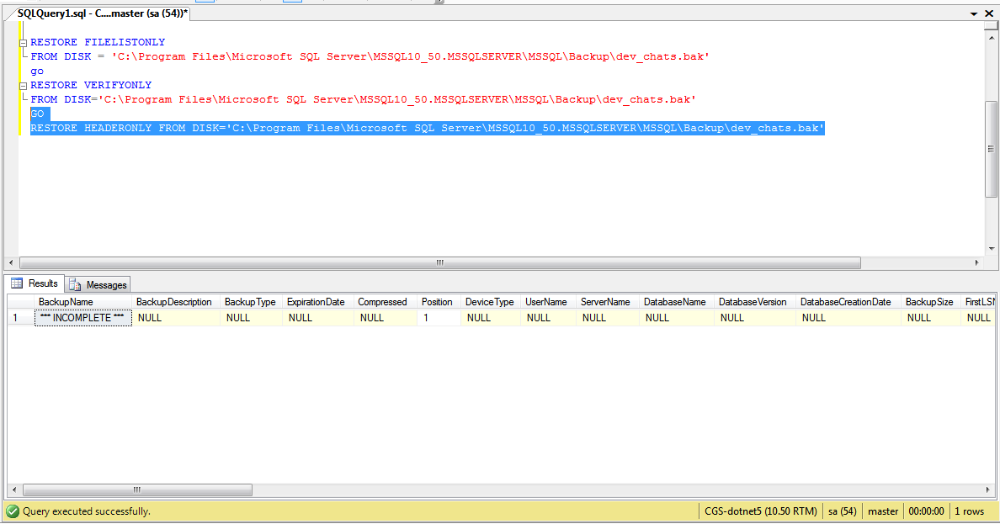 SQLQuery1.sql - C....master (sa (54))*
RESTORE FILELISTONLY
FROM DISK = 'C:\Program Files\Microsoft SQL Server\MSSQL10_50.MSSQLSERVER\MSSQL\Backup\dev_chats.bak'
go
RESTORE VERIFYONLY
FROM DISK='C:\Program Files\Microsoft SQL Server\MSSQL10_50.MSSQLSERVER\MSSQL\Backup\dev_chats.bak'
GO
RESTORE HEADERONLY FROM DISK='C:\Program Files\Microsoft SQL Server\MSSQL10_50.MSSQLSERVER\MSSQL\Backup\dev_chats.bak'
Results Messages
BackupName BackupDescription BackupType ExpirationDate Compressed Position DeviceType UserName ServerName DatabaseName DatabaseVersion DatabaseCreationDate BackupSize FirstLSN
1 *** INCOMPLETE *** NULL NULL NULL NULL 1 NULL NULL NULL NULL NULL NULL NULL NULL
Query executed successfully. CGS-dotnet5 (10.50 RTM) sa (54) master 00:00:00 1 rows